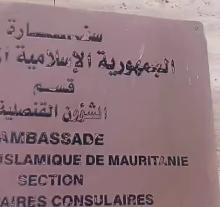 سفارة
الجمهورية الإسلامية
قسم
الشؤون القنصلية
AMBASSADE
ISLAMIQUE DE MAURITANIE
SECTION
AIRES CONSULAIRES